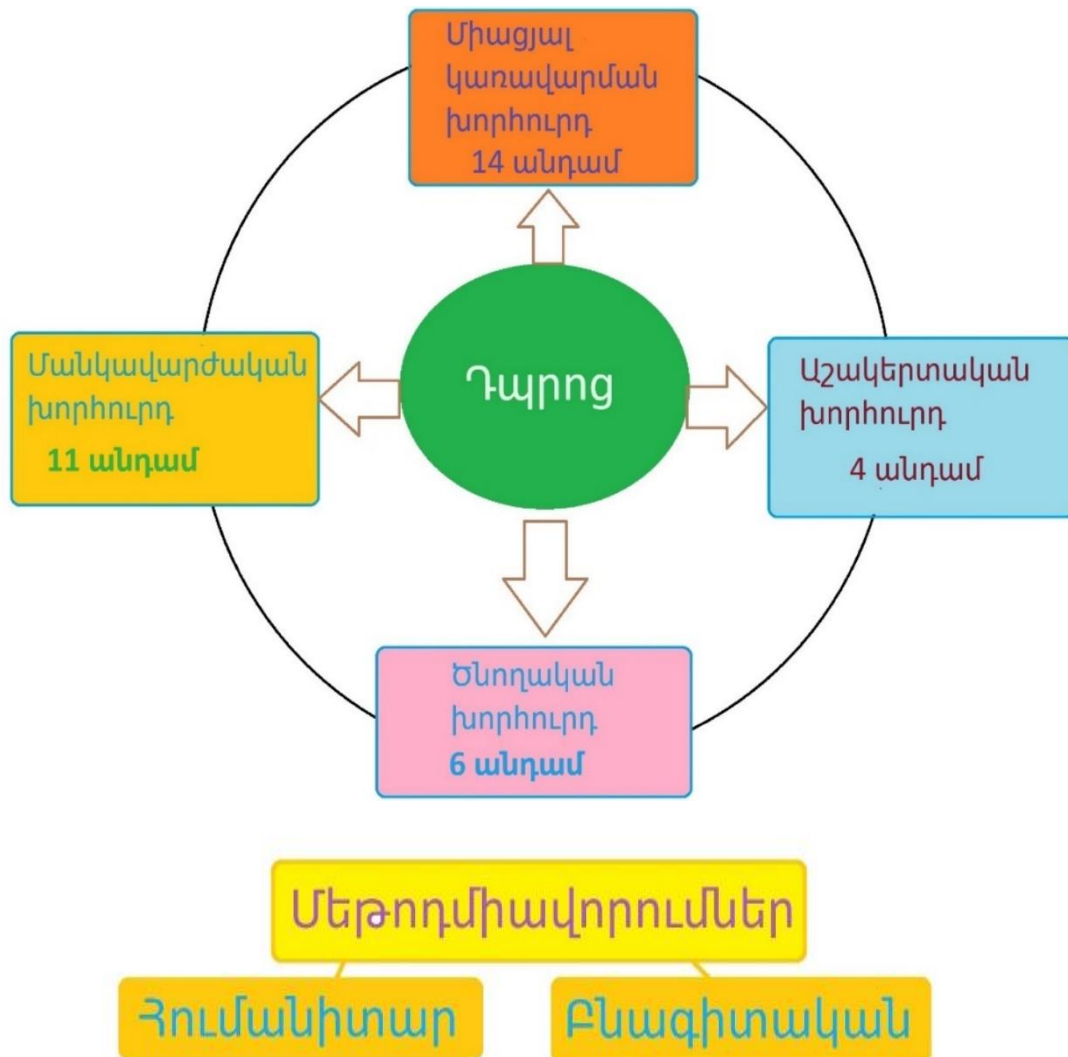 Միացյալ
կառավարման
խորհուրդ
14 անդամ
Մանկավարժական
խորհուրդ
11 անդամ
Դպրոց
Աշակերտական
խորհուրդ
4 անդամ
Ծնողական
խորհուրդ
6 անդամ
Մեթոդմիավորումներ
Հումանիտար
Բնագիտական